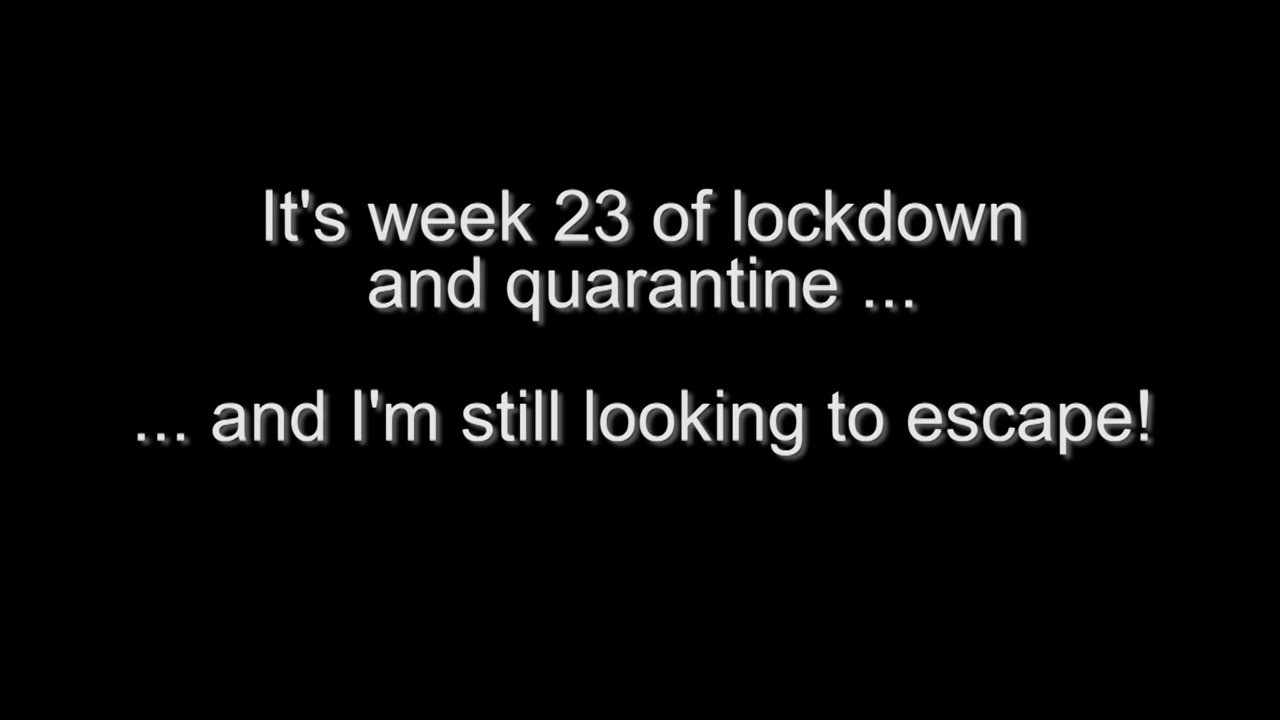 It's week 23 of lockdown
and quarantine ...
... and I'm still looking to escape!